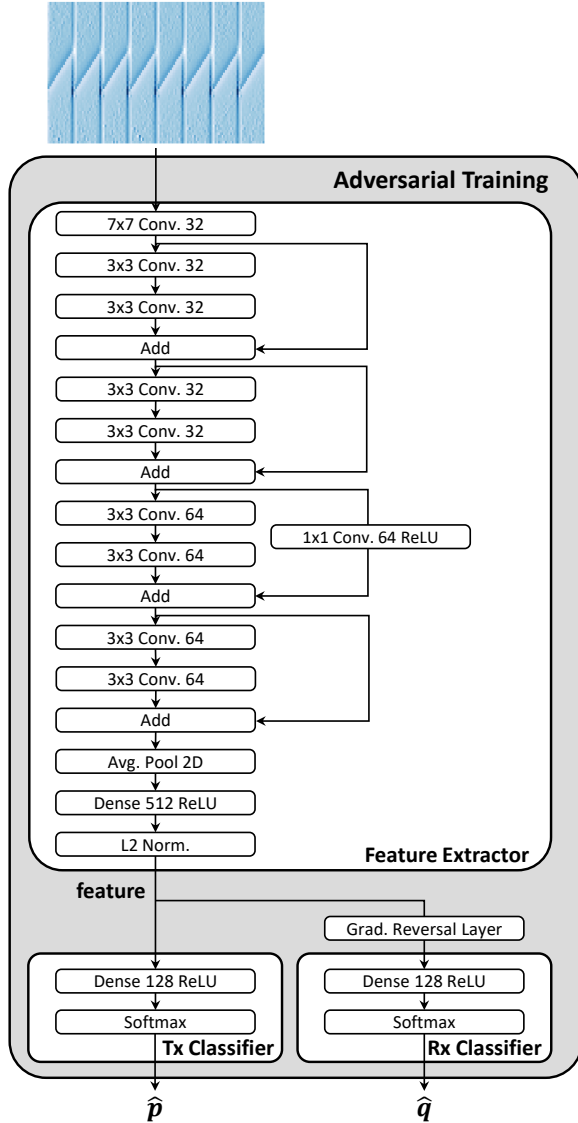 Adversarial Training
7x7 Conv. 32
3x3 Conv. 32
3x3 Conv. 32
Add
3x3 Conv. 32
3x3 Conv. 32
Add
3x3 Conv. 64
1x1 Conv. 64 ReLU
3x3 Conv. 64
Add
3x3 Conv. 64
3x3 Conv. 64
Add
Avg. Pool 2D
Dense 512 ReLU
L2 Norm.
Feature Extractor
feature
Grad. Reversal Layer
Dense 128 ReLU
Softmax
Tx Classifier
Dense 128 ReLU
Softmax
Rx Classifier
p̂
q̂